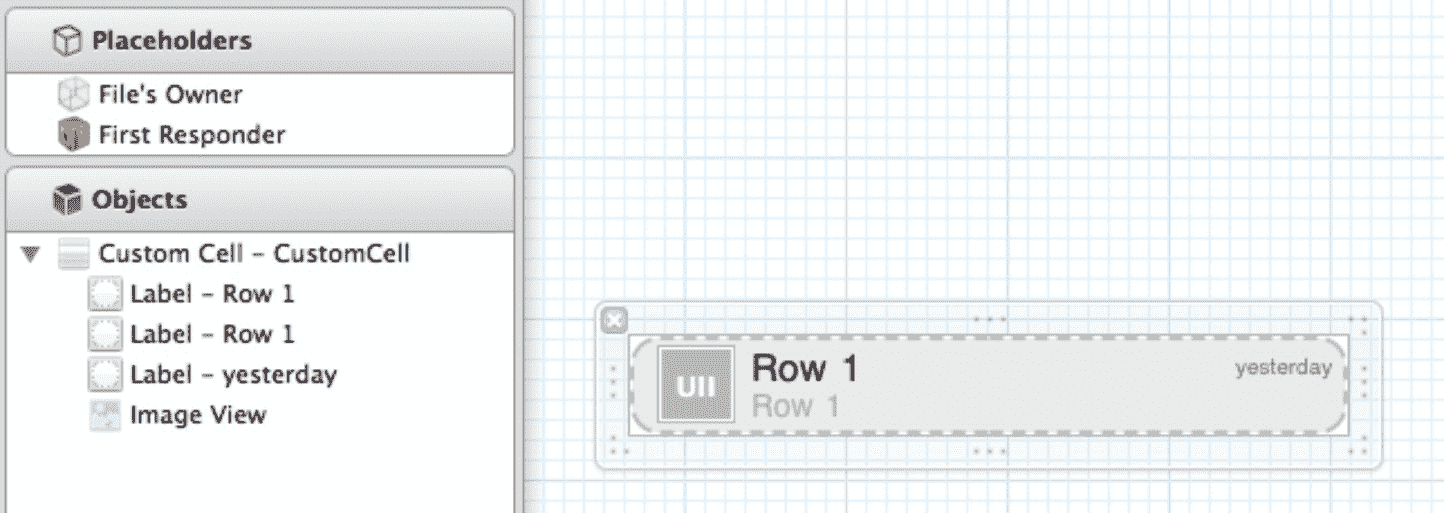 Placeholders
File's Owner
First Responder
Objects
Custom Cell – CustomCell
Label – Row 1
Label – Row 1
Label – yesterday
Image View
UII
Row 1
yesterday
Row 1